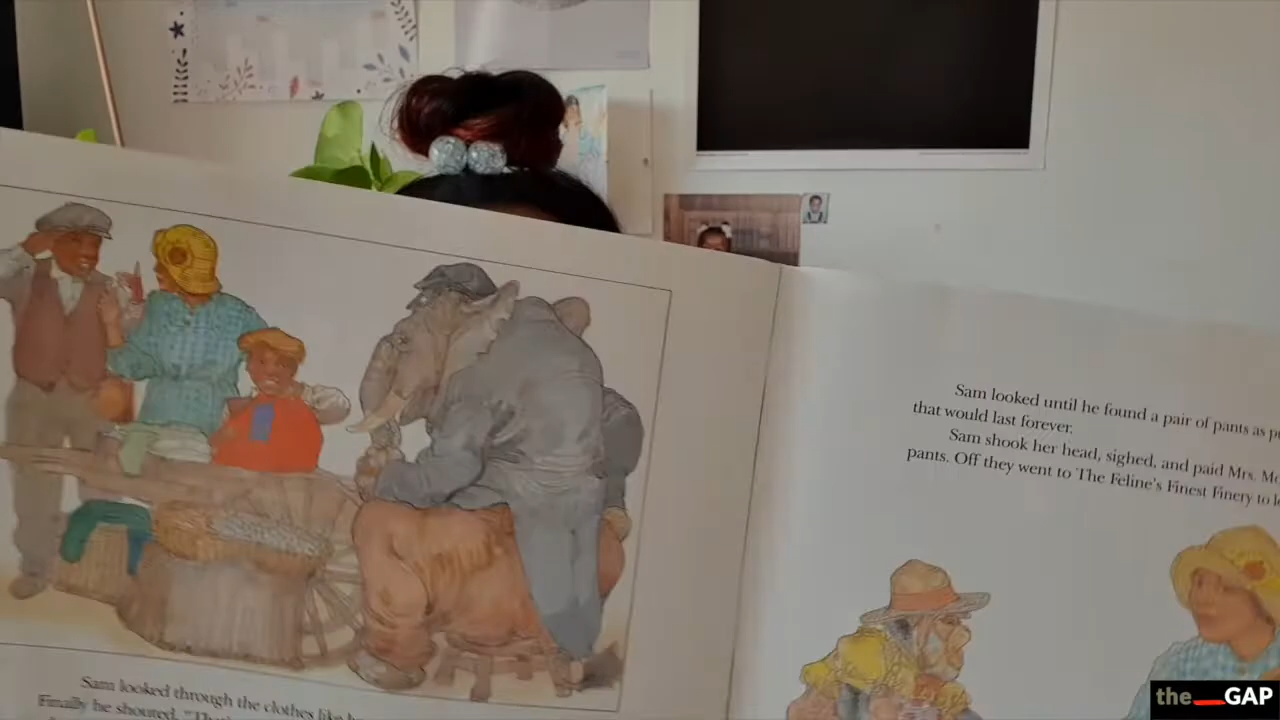 Sam looked through the clothes like
Finally he shouted,
Sam looked until he found a pair of pants as
that would last forever.
Sam shook her head, sighed, and paid Mrs.
pants. Off they went to The Feline's Finest Finery to
the GAP